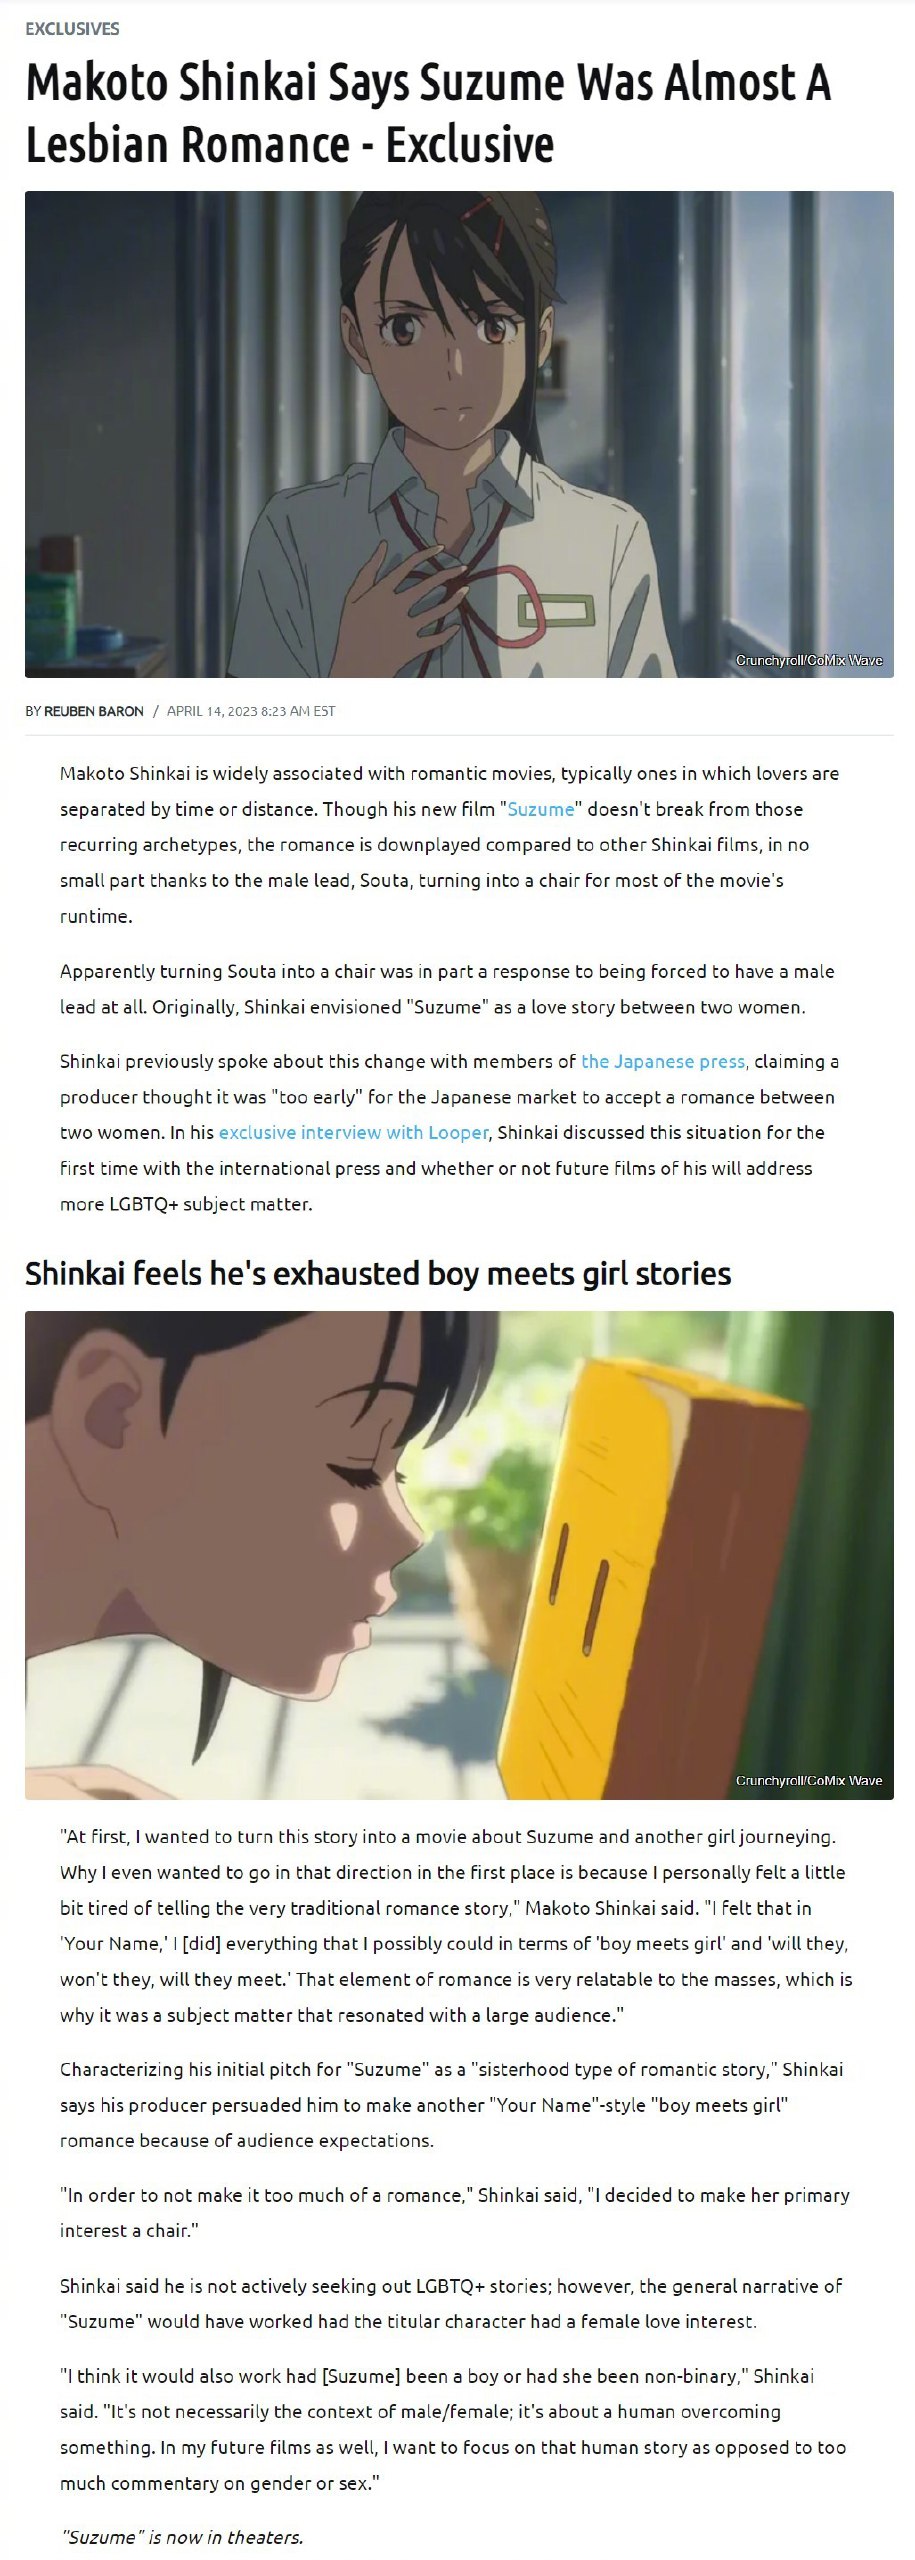 EXCLUSIVES
Makoto Shinkai Says Suzume Was Almost A
Lesbian Romance - Exclusive
Crunchyroll/CoMix Wave
BY REUBEN BARON / APRIL 14, 2023 8:23 AM EST
Makoto Shinkai is widely associated with romantic movies, typically ones in which lovers are
separated by time or distance. Though his new film "Suzume" doesn't break from those
recurring archetypes, the romance is downplayed compared to other Shinkai films, in no
small part thanks to the male lead, Souta, turning into a chair for most of the movie's
runtime.
Apparently turning Souta into a chair was in part a response to being forced to have a male
lead at all. Originally, Shinkai envisioned "Suzume" as a love story between two women.
Shinkai previously spoke about this change with members of the Japanese press, claiming a
producer thought it was "too early" for the Japanese market to accept a romance between
two women. In his exclusive interview with Looper, Shinkai discussed this situation for the
first time with the international press and whether or not future films of his will address
more LGBTQ+ subject matter.
Shinkai feels he's exhausted boy meets girl stories
Crunchyroll/CoMix Wave
"At first, I wanted to turn this story into a movie about Suzume and another girl journeying.
Why I even wanted to go in that direction in the first place is because I personally felt a little
bit tired of telling the very traditional romance story," Makoto Shinkai said. "I felt that in
'Your Name,' I [did] everything that I possibly could in terms of 'boy meets girl' and 'will they,
won't they, will they meet.' That element of romance is very relatable to the masses, which is
why it was a subject matter that resonated with a large audience."
Characterizing his initial pitch for "Suzume" as a "sisterhood type of romantic story," Shinkai
says his producer persuaded him to make another "Your Name"-style "boy meets girl"
romance because of audience expectations.
"In order to not make it too much of a romance," Shinkai said, "I decided to make her primary
interest a chair."
Shinkai said he is not actively seeking out LGBTQ+ stories; however, the general narrative of
"Suzume" would have worked had the titular character had a female love interest.
"I think it would also work had [Suzume] been a boy or had she been non-binary," Shinkai
said. "It's not necessarily the context of male/female; it's about a human overcoming
something. In my future films as well, I want to focus on that human story as opposed to too
much commentary on gender or sex."
"Suzume" is now in theaters.